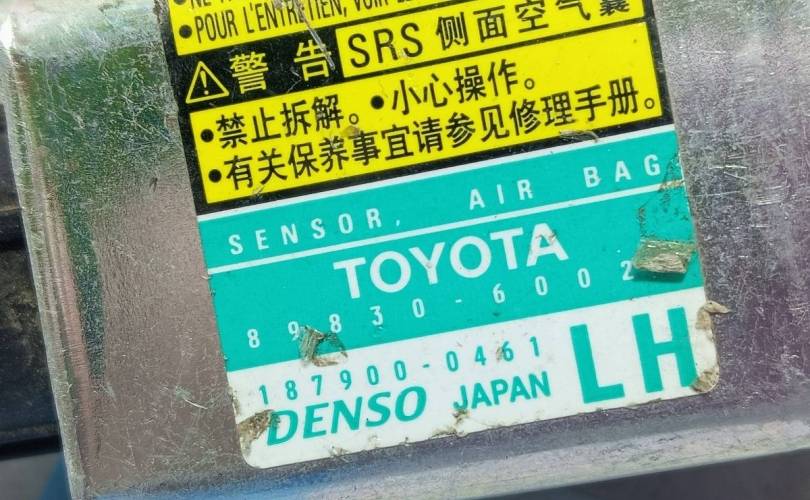 •POUR L'ENTRETIEN,
警告 SRS 侧面空气囊
•禁止拆解。•小心操作。
•有关保养事宜请参见修理手册。
SENSOR, AIR BAG
TOYOTA
89830-6002
187900-0461
DENSO JAPAN LH